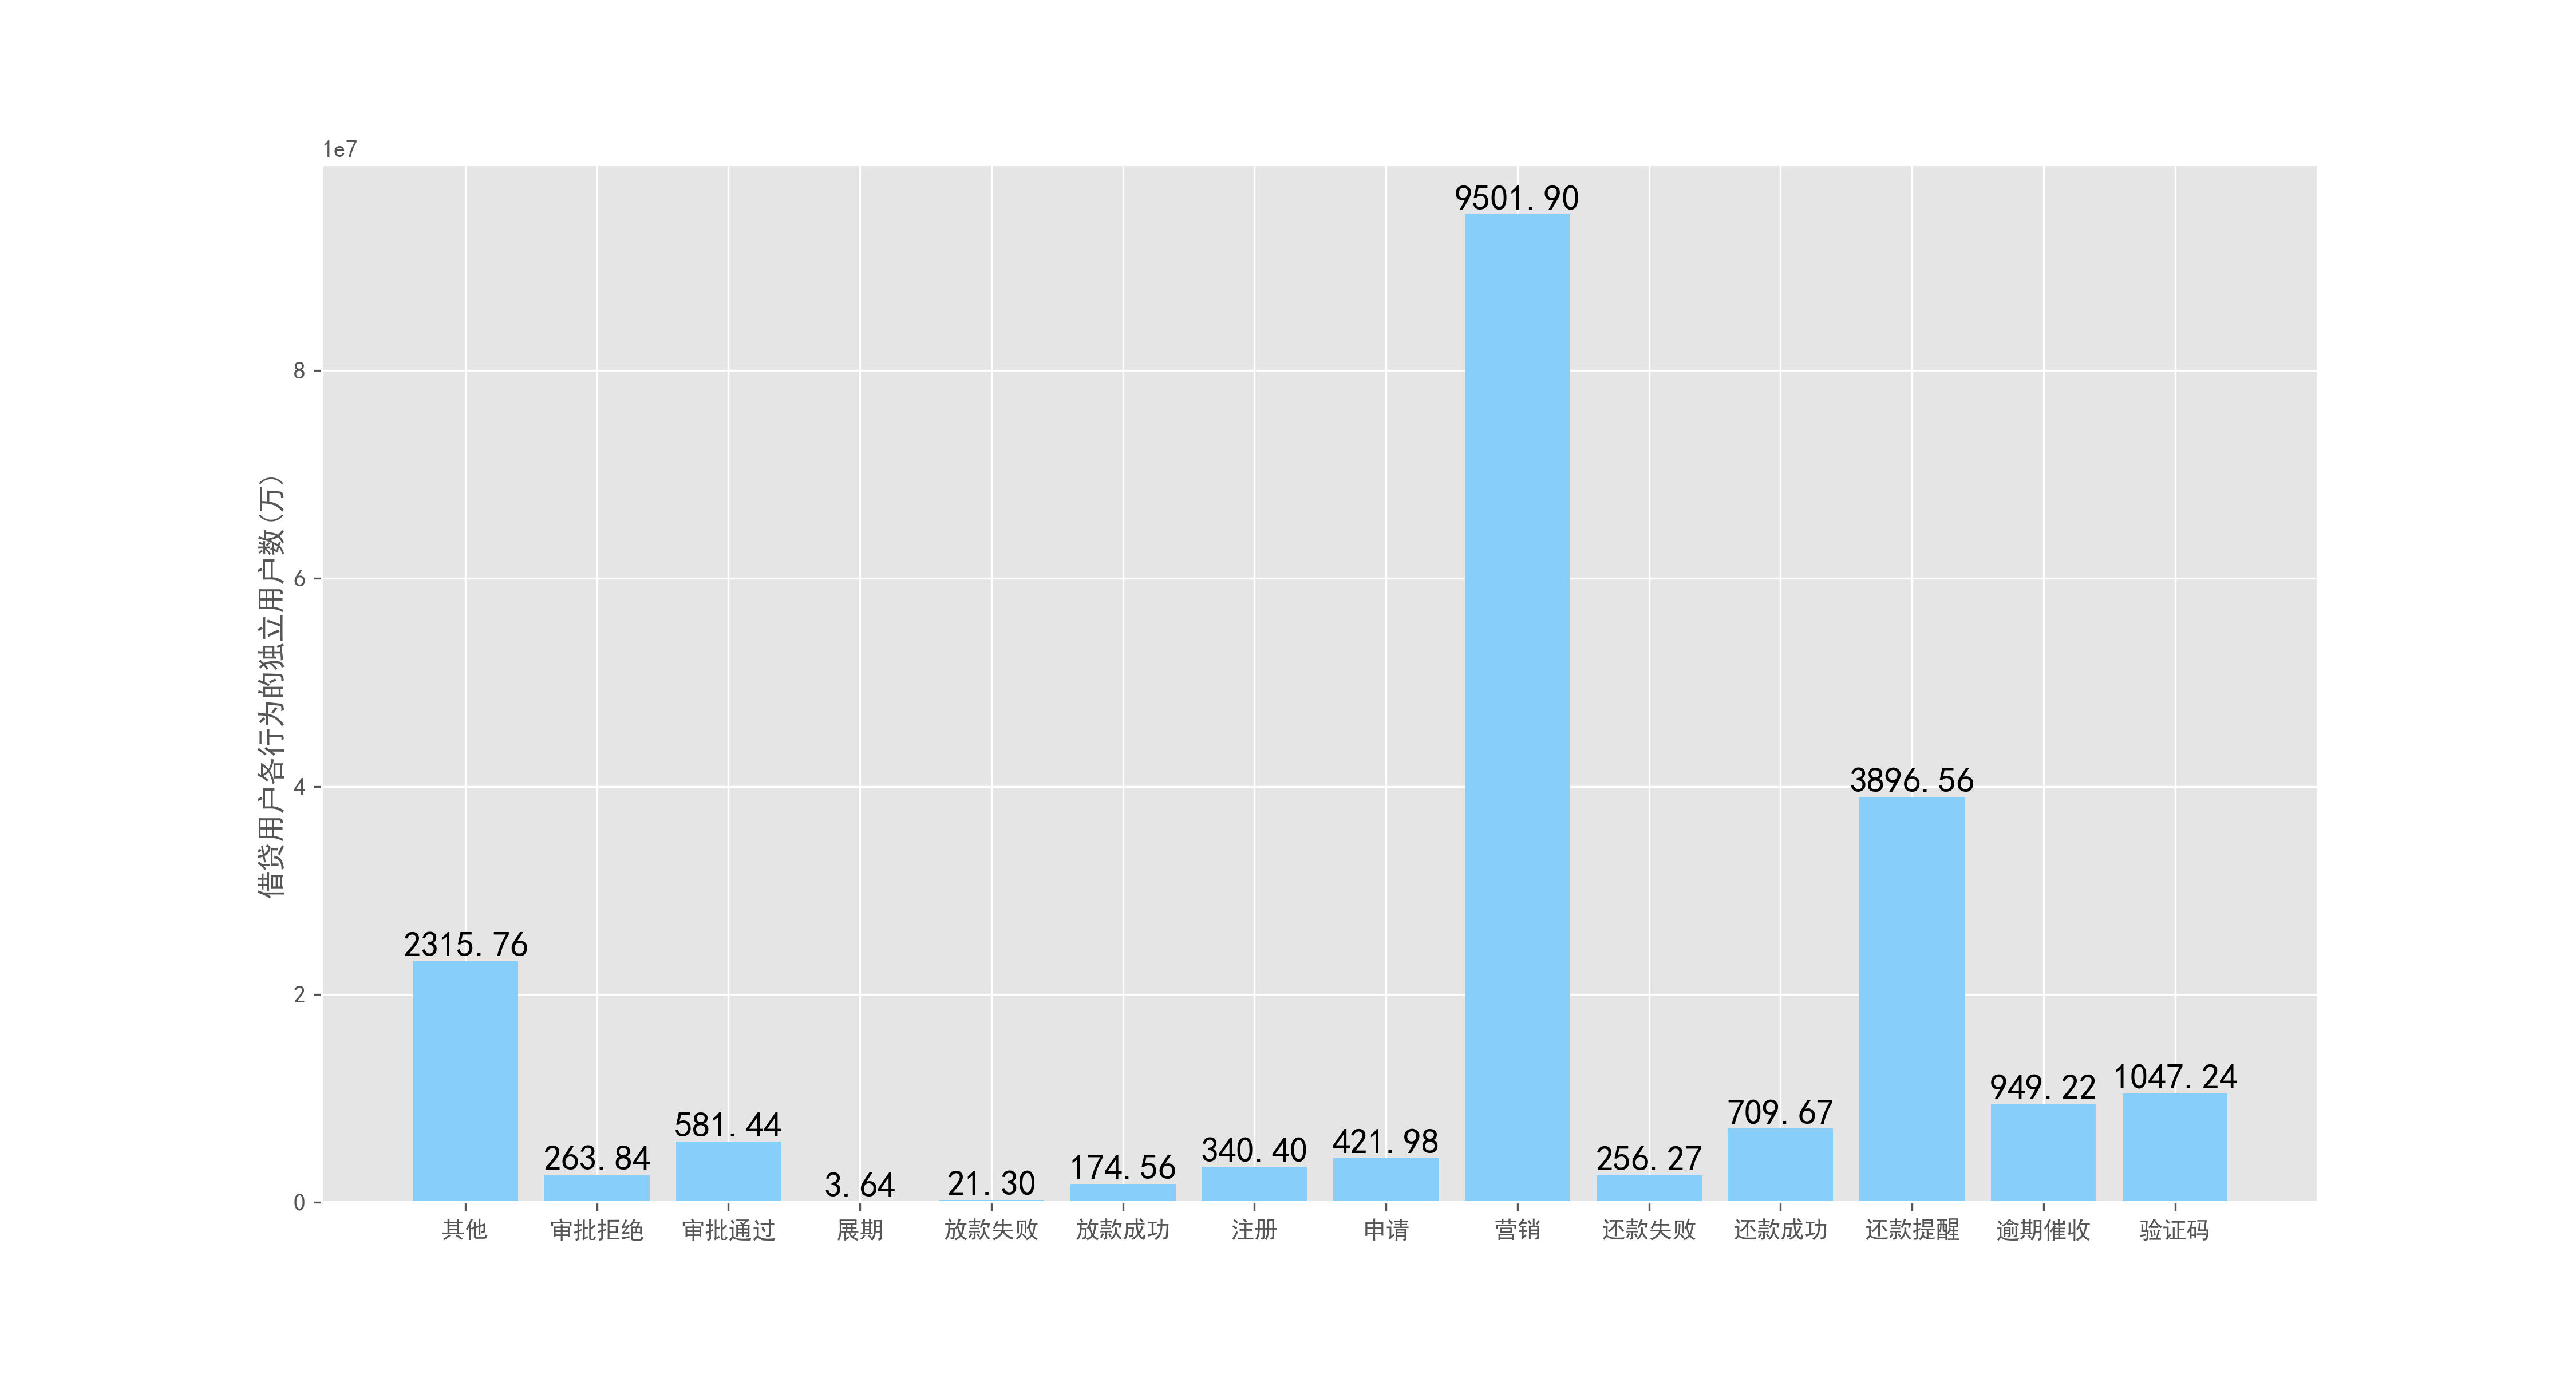 1e7
借贷用户各行为的独立用户数(万)
8
6
4
2
0
2315.76
263.84
581.44
3.64
21.30
174.56
340.40
421.98
9501.90
256.27
709.67
3896.56
949.22
1047.24
其他
审批拒绝
审批通过
展期
放款失败
放款成功
注册
申请
营销
还款失败
还款成功
还款提醒
逾期催收
验证码